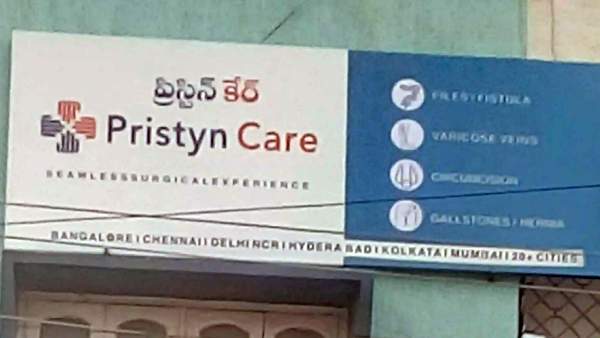 ప్రిస్టిన్ కేర్
Pristyn Care
SEAMLESSSURGICALEXPERIENCE
PILES / FISTULA
VARICOSE VEINS
CIRCUMCISION
GALLSTONES / HERNIA
BANGALORE I CHENNAI I DELHI NCR I HYDERABAD I KOLKATA I MUMBAI I 20+ CITIES